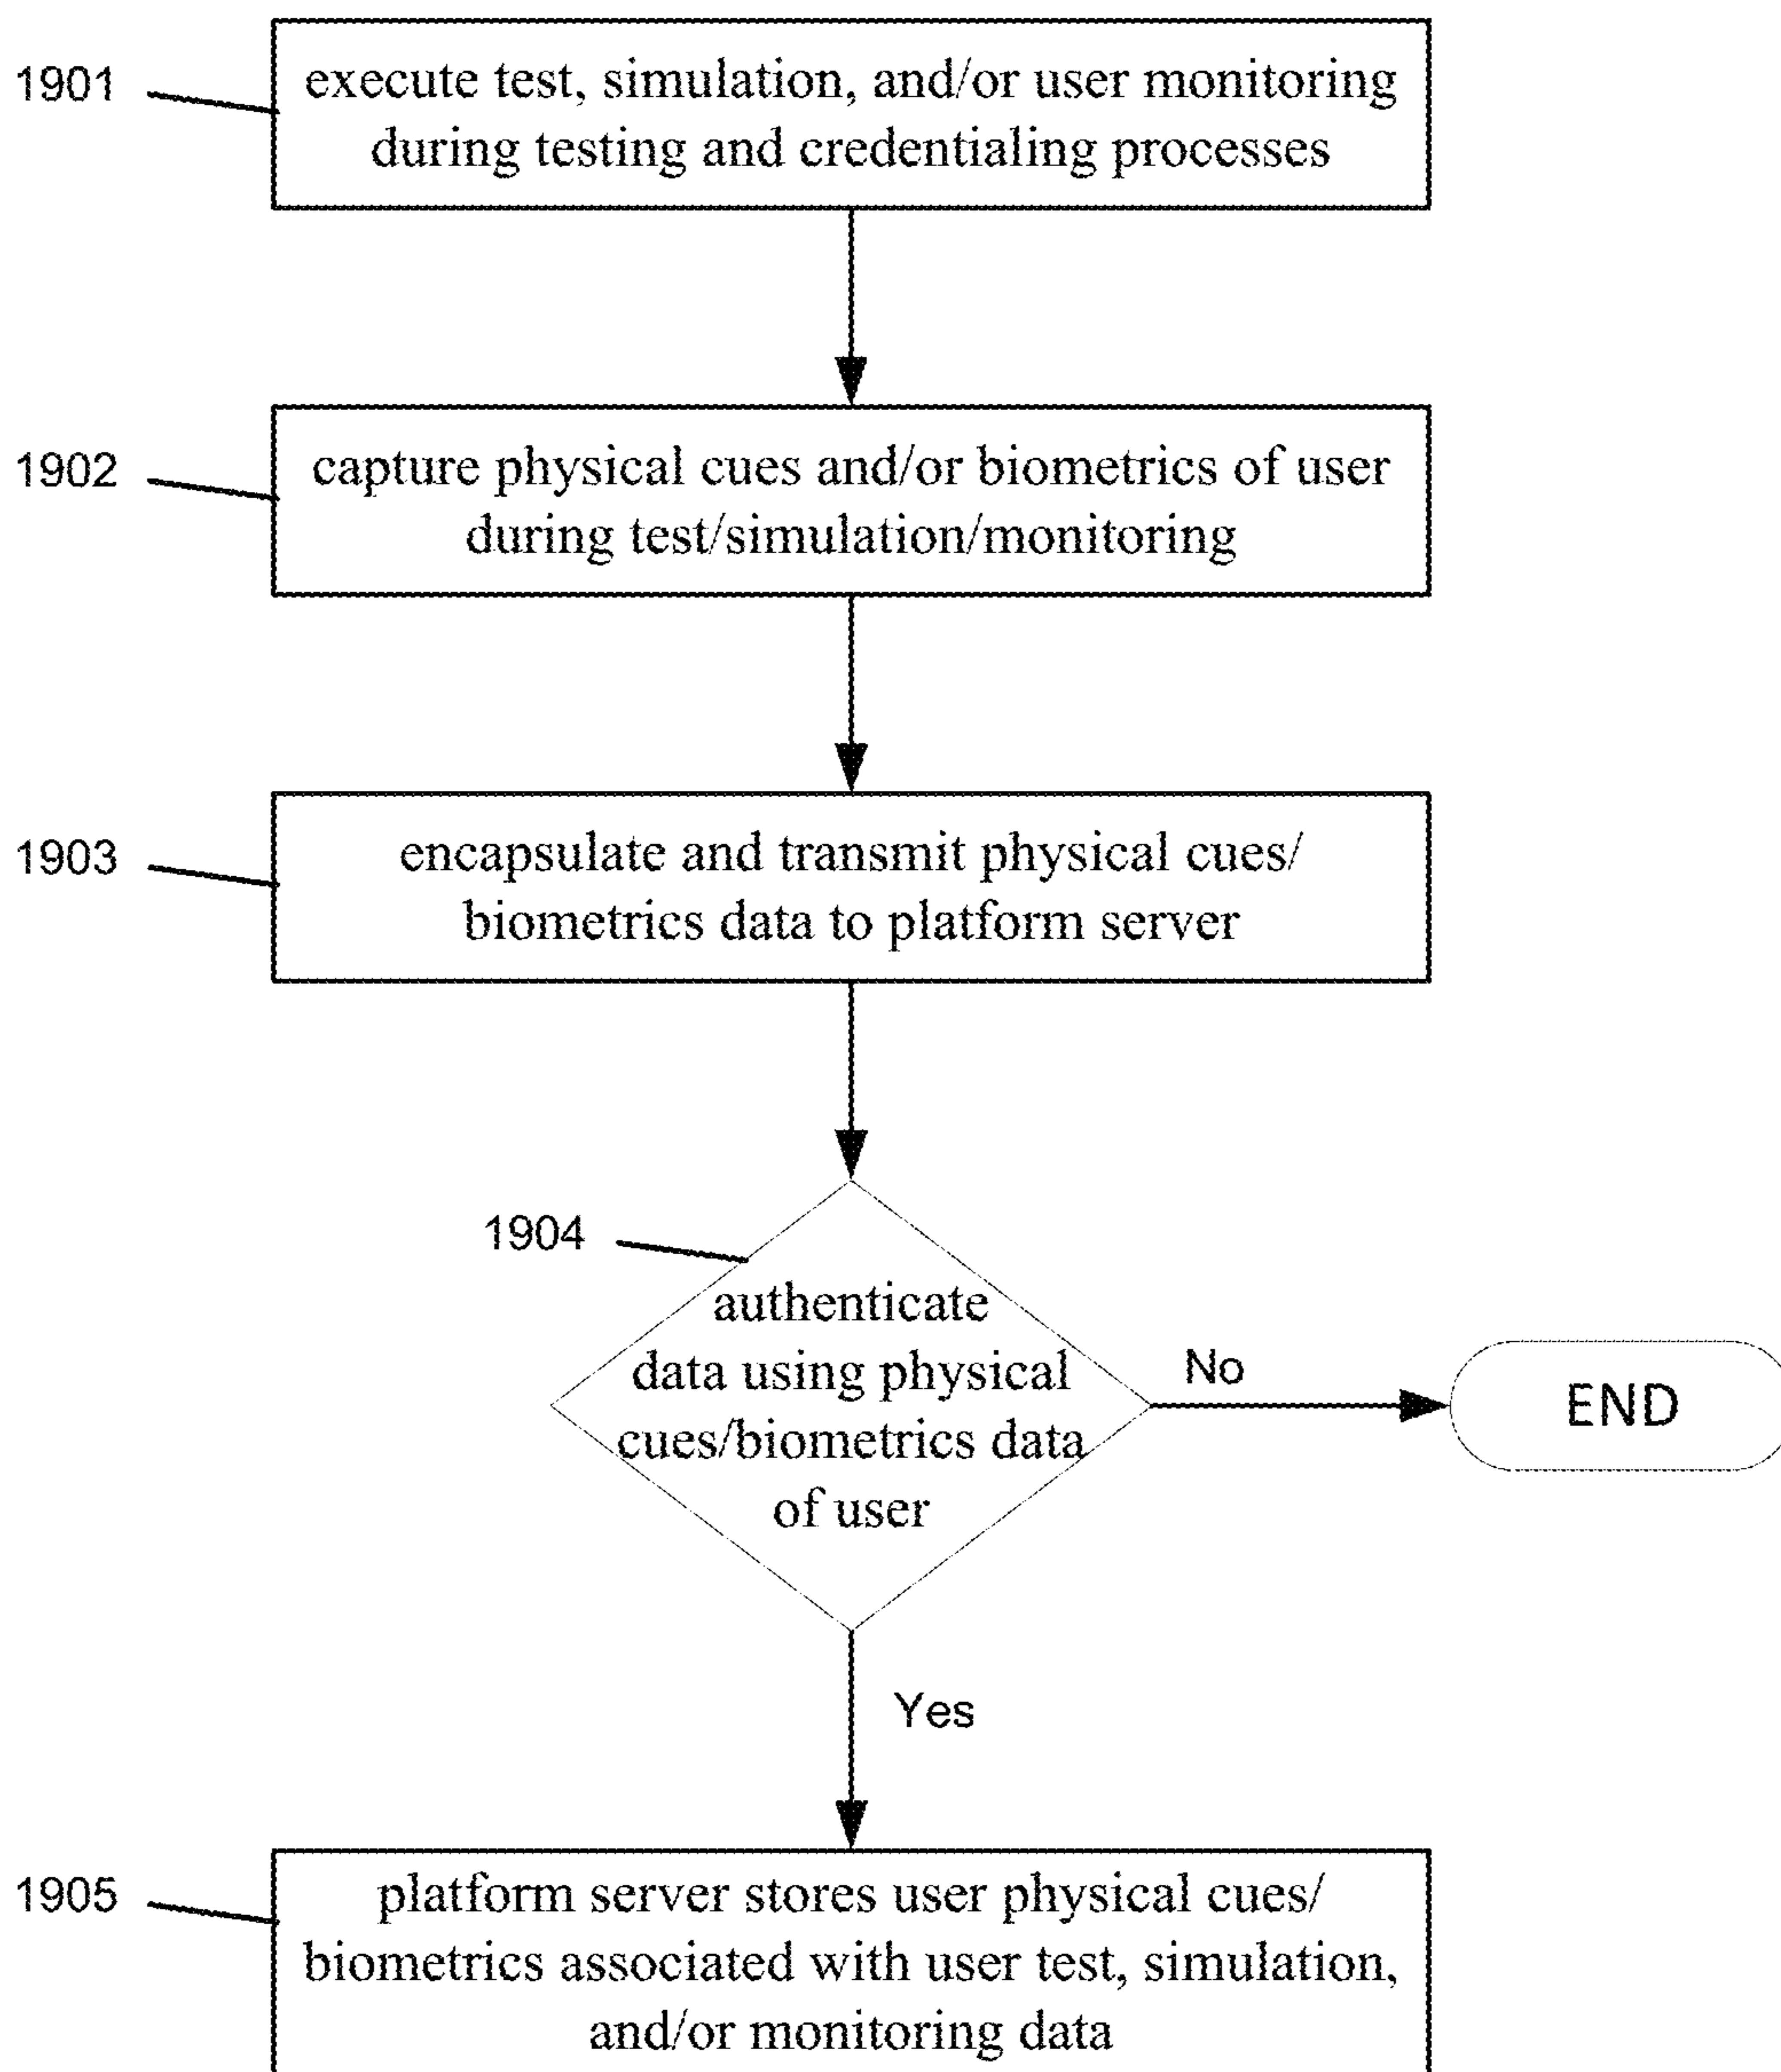 1901
execute test, simulation, and/or user monitoring
during testing and credentialing processes
1902
capture physical cues and/or biometrics of user
during test/simulation/monitoring
1903
encapsulate and transmit physical cues/
biometrics data to platform server
1904
authenticate
data using physical
cues/biometrics data
of user
No
END
Yes
1905
platform server stores user physical cues/
biometrics associated with user test, simulation,
and/or monitoring data